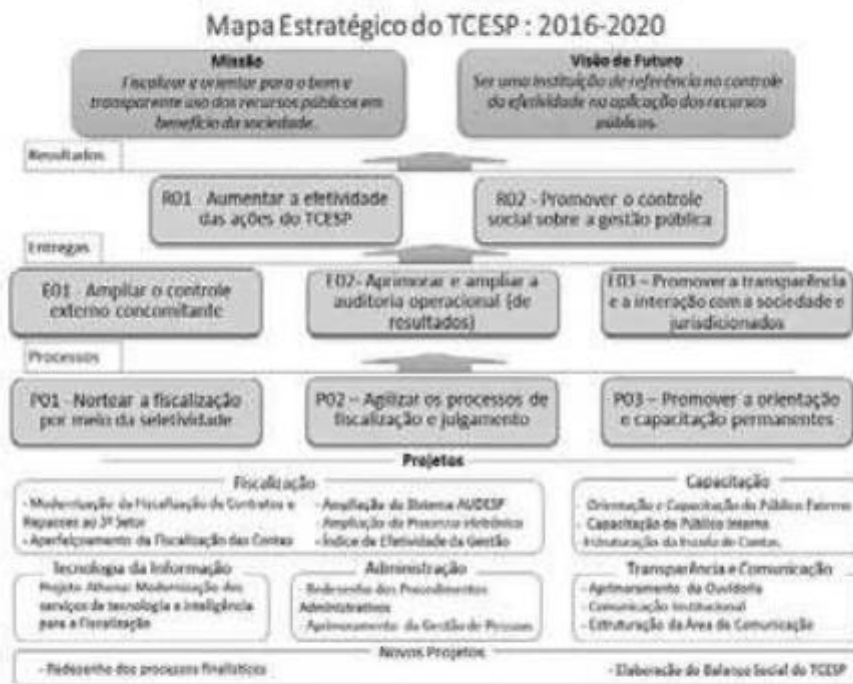 Mapa Estratégico do TCESP : 2016-2020
Missão
Fiscalizar e orientar para o bom e
transparente uso dos recursos públicos em
benefício da sociedade.
Visão de Futuro
Ser uma instituição de referência no controle
da efetividade na aplicação dos recursos
públicos.
Resultados
R01 - Aumentar a efetividade
das ações do TCESP
R02 - Promover o controle
social sobre a gestão pública
Entregas
E01 - Ampliar o controle
externo concomitante
E02- Aprimorar e ampliar a
auditoria operacional (de
resultados)
E03 – Promover a transparência
e a interação com a sociedade e
jurisdicionados
Processos
P01 - Nortear a fiscalização
por meio da seletividade
P02 – Agilizar os processos de
fiscalização e julgamento
P03 – Promover a orientação
e capacitação permanentes
Projetos
Fiscalização
- Modernização da Fiscalização de Contratos e
Repasses ao 3º Setor
- Aperfeiçoamento da Fiscalização das Contas
- Ampliação do Sistema AUDESP
- Ampliação do Processo eletrônico
- Índice de Efetividade da Gestão
Capacitação
- Orientação e Capacitação do Público Externo
- Capacitação do Público Interno
Estruturação da Escola de Contas.
Tecnologia da Informação
Projeto Athena: Modernização dos
serviços de tecnologia e inteligência
para a Fiscalização
Administração
- Redesenho dos Procedimentos
Administrativos
- Aprimoramento da Gestão de Pessoas
Transparência e Comunicação
- Aprimoramento da Ouvidoria
- Comunicação Institucional
- Estruturação da Área de Comunicação
Novos Projetos
- Redesenho dos processos finalísticos
- Elaboração do Balanço Social do TCESP